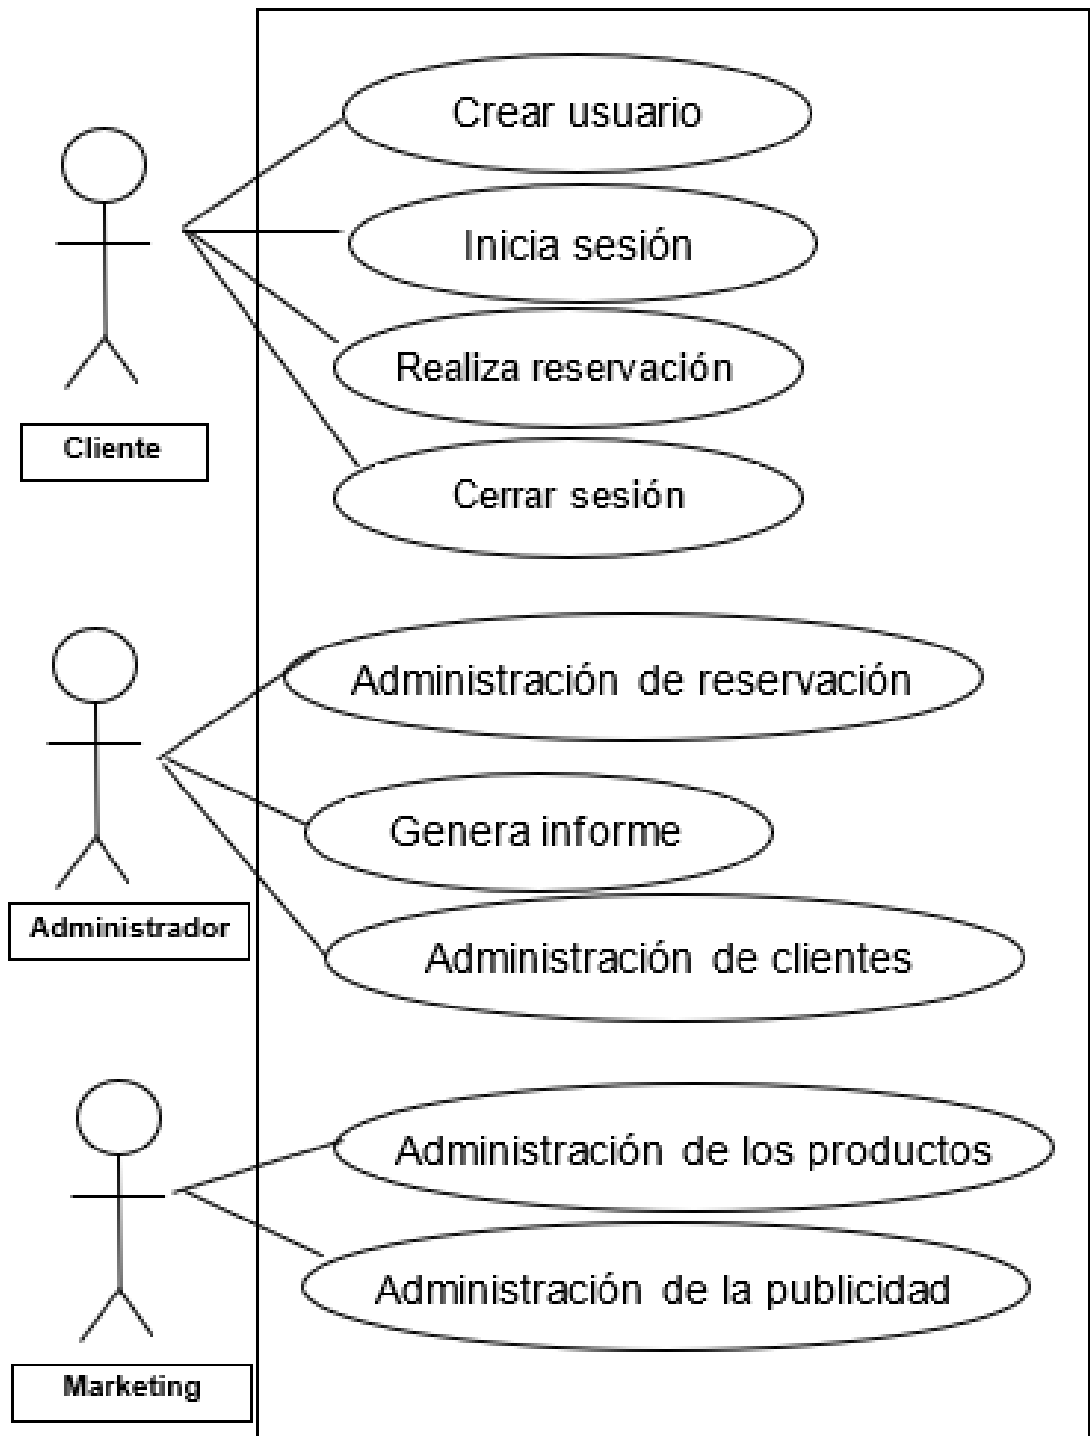 Crear usuario
Inicia sesión
Realiza reservación
Cliente
Cerrar sesión
Administración de reservación
Genera informe
Administrador
Administración de clientes
Administración de los productos
Administración de la publicidad
Marketing